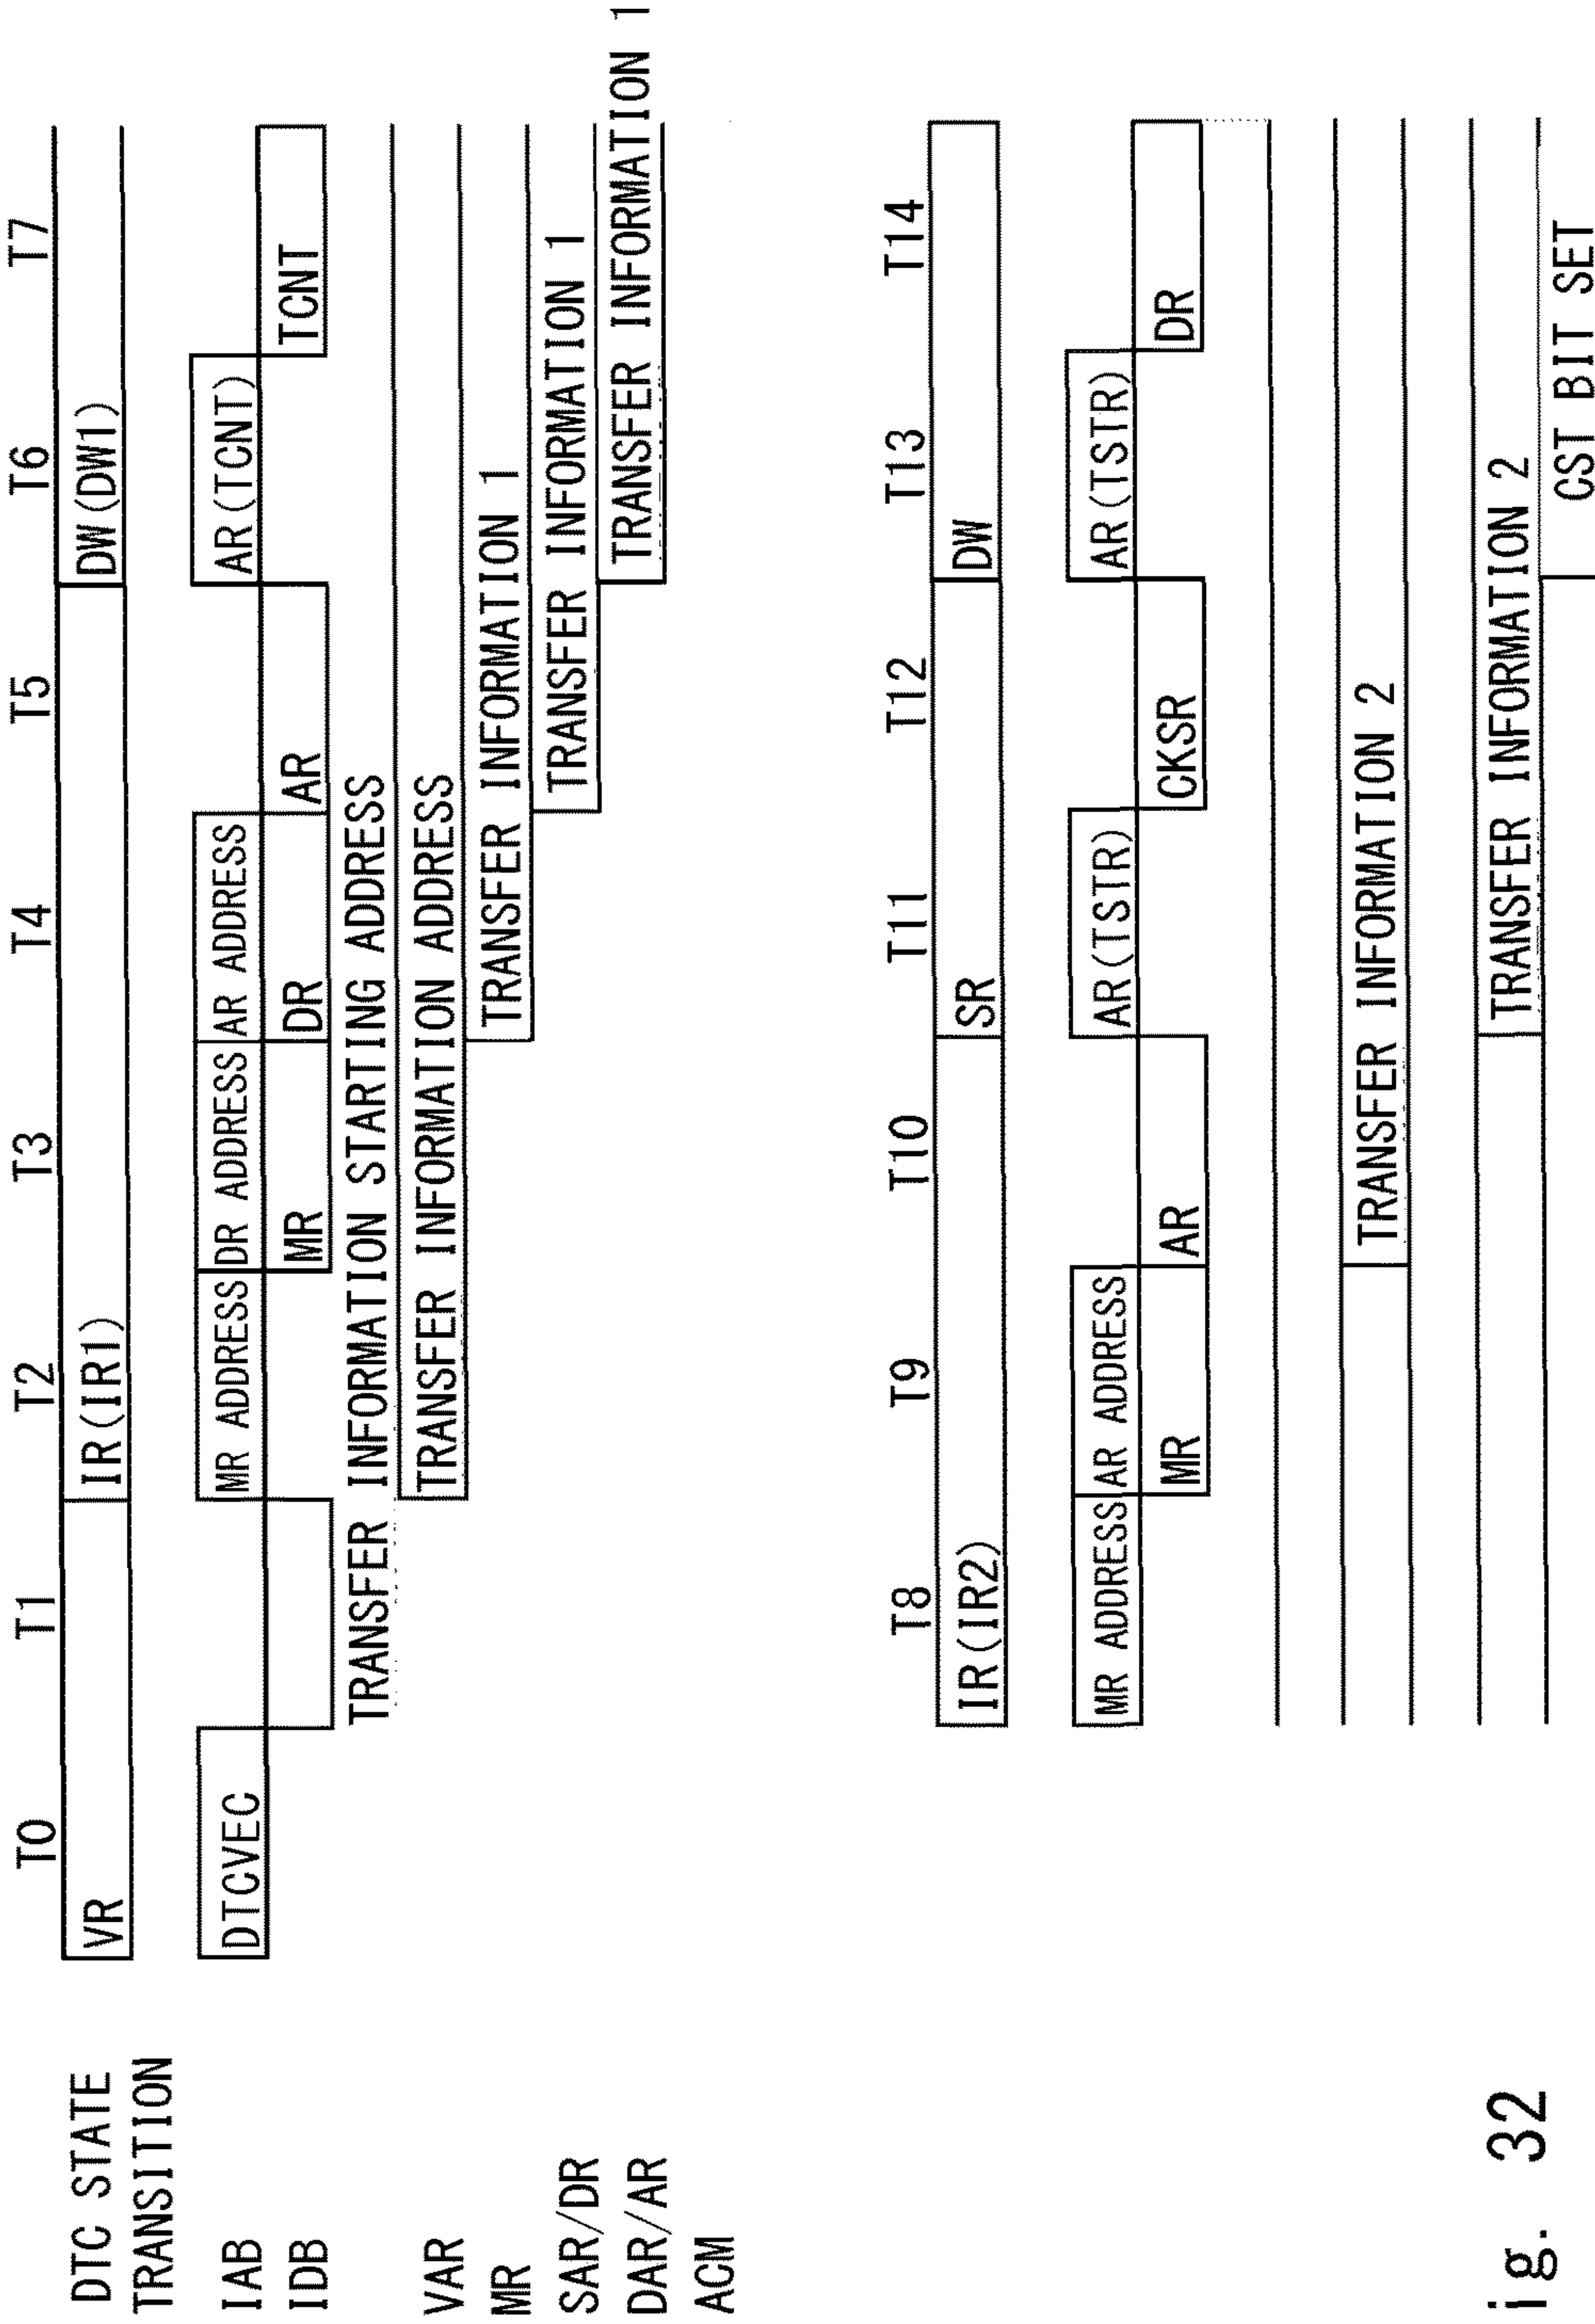 T0 T1 T2 T3 T4 T5 T6 T7
DTC STATE
TRANSITION
VR IR(IR1) DW(DW1)
IAB DTCVEC MR ADDRESS DR ADDRESS AR ADDRESS AR(TCNT)
IDB MR DR AR TCNT
TRANSFER INFORMATION STARTING ADDRESS
VAR TRANSFER INFORMATION ADDRESS
MR TRANSFER INFORMATION 1
SAR/DR TRANSFER INFORMATION 1
DAR/AR TRANSFER INFORMATION 1
ACM
T8 T9 T10 T11 T12 T13 T14
IR(IR2) SR DW
MR ADDRESS AR ADDRESS AR(TSTR) AR(TSTR)
MR AR CKSR DR
TRANSFER INFORMATION 2
TRANSFER INFORMATION 2
CST BIT SET
ig. 32